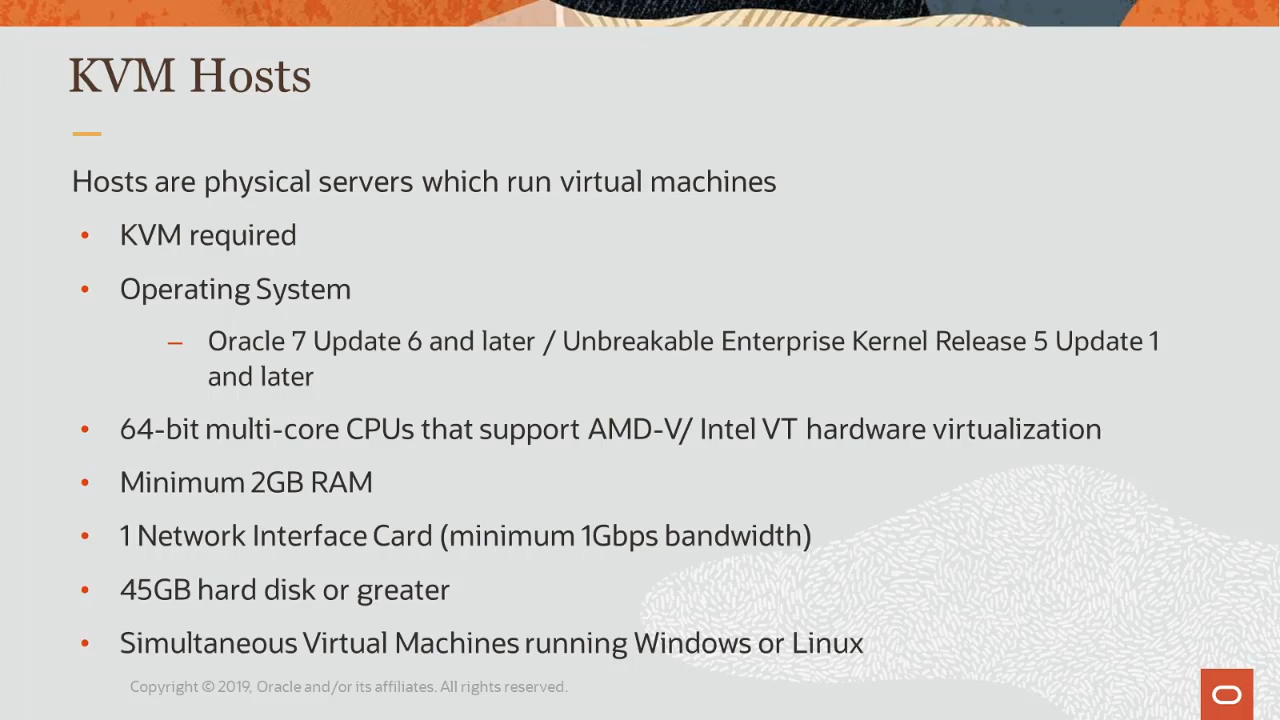 KVM Hosts
Hosts are physical servers which run virtual machines
• KVM required
• Operating System
– Oracle 7 Update 6 and later / Unbreakable Enterprise Kernel Release 5 Update 1
and later
• 64-bit multi-core CPUs that support AMD-V/ Intel VT hardware virtualization
• Minimum 2GB RAM
• 1 Network Interface Card (minimum 1Gbps bandwidth)
• 45GB hard disk or greater
• Simultaneous Virtual Machines running Windows or Linux
Copyright © 2019, Oracle and/or its affiliates. All rights reserved.